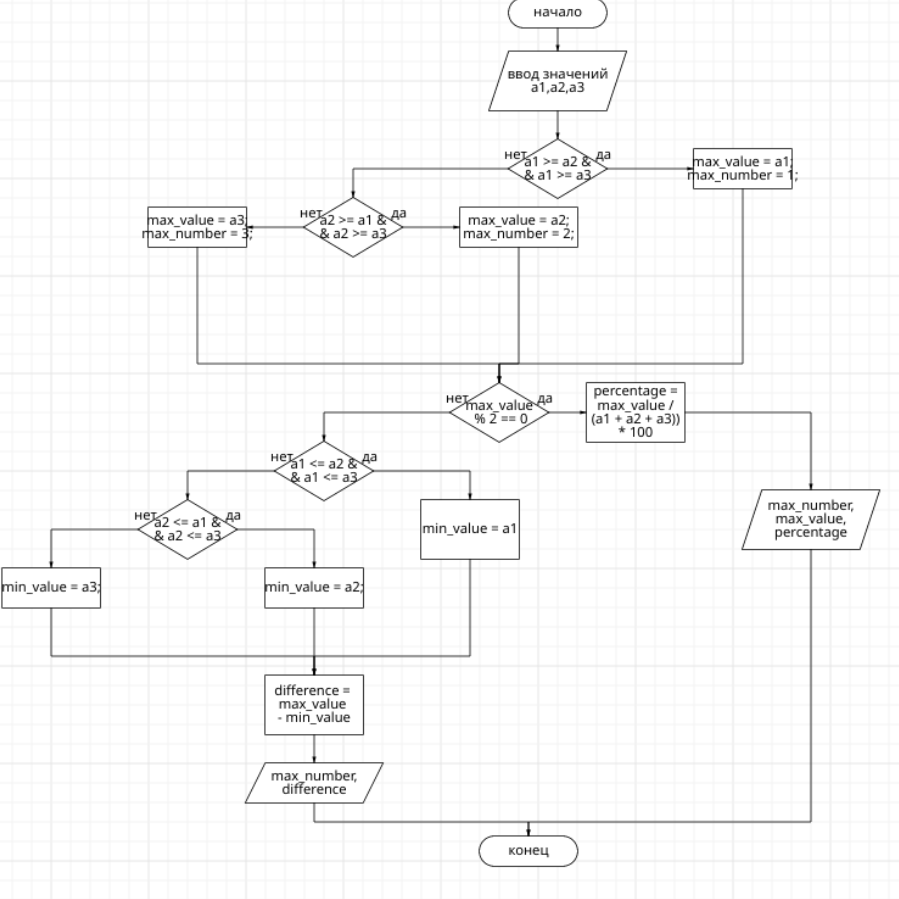 начало
ввод значений
a1,a2,a3
нет
да
a1 >= a2 &
& a1 >= a3
max_value = a1;
max_number = 1;
нет
да
a2 >= a1 &
& a2 >= a3
max_value = a3;
max_number = 3;
max_value = a2;
max_number = 2;
нет
да
max_value
% 2 == 0
percentage =
max_value /
(a1 + a2 + a3))
* 100
нет
да
a1 <= a2 &
& a1 <= a3
max_number,
max_value,
percentage
нет
да
a2 <= a1 &
& a2 <= a3
min_value = a1
min_value = a3;
min_value = a2;
difference =
max_value
- min_value
max_number,
difference
конец